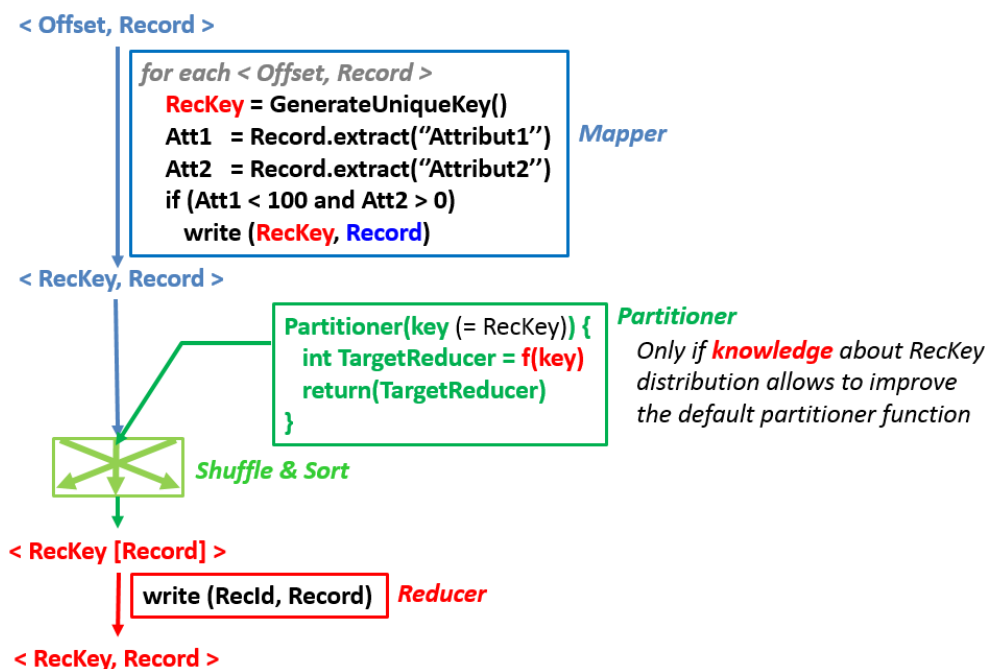 < Offset, Record >
for each < Offset, Record >
RecKey = GenerateUniqueKey()
Att1 = Record.extract(‘’Attribut1’’)
Att2 = Record.extract(‘’Attribut2’’)
if (Att1 < 100 and Att2 > 0)
write (RecKey, Record)
Mapper
< RecKey, Record >
Partitioner(key (= RecKey)) {
int TargetReducer = f(key)
return(TargetReducer)
}
Partitioner
Only if knowledge about RecKey
distribution allows to improve
the default partitioner function
Shuffle & Sort
< RecKey [Record] >
write (RecId, Record)
Reducer
< RecKey, Record >